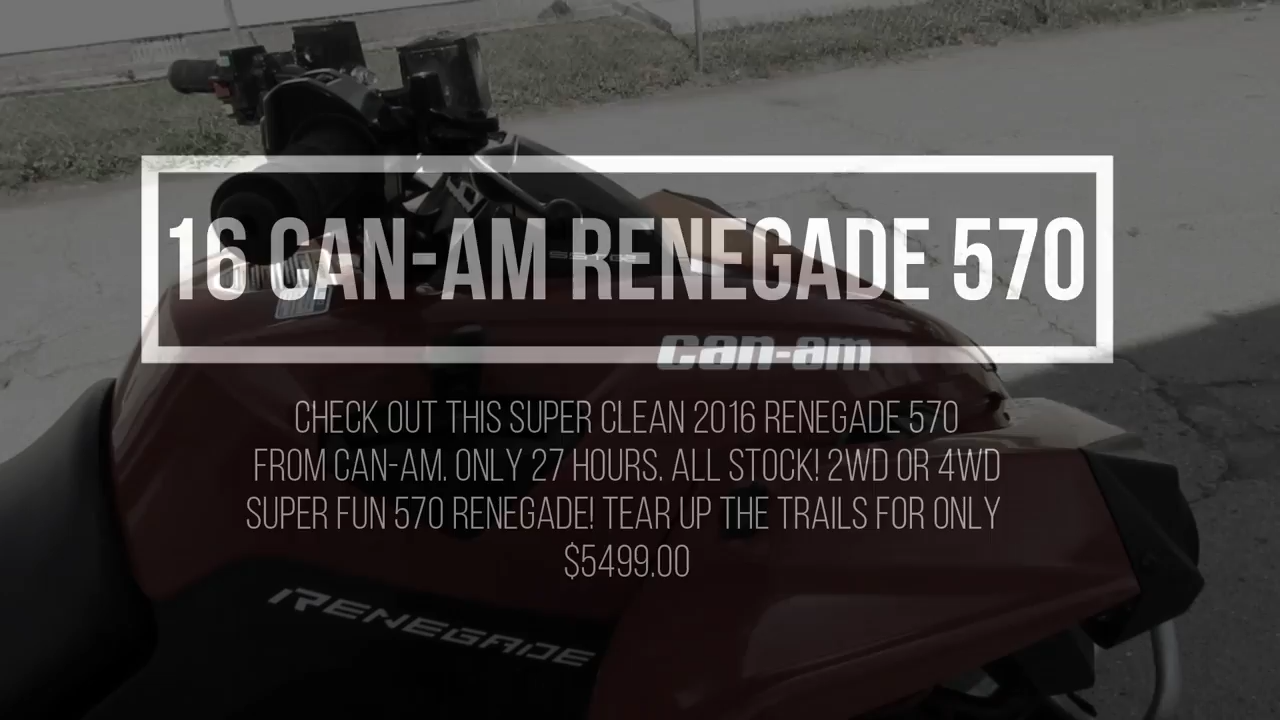 16 CAN-AM RENEGADE 570
can-am
CHECK OUT THIS SUPER CLEAN 2016 RENEGADE 570
FROM CAN-AM. ONLY 27 HOURS. ALL STOCK! 2WD OR 4WD
SUPER FUN 570 RENEGADE! TEAR UP THE TRAILS FOR ONLY
$5499.00
RENEGADE